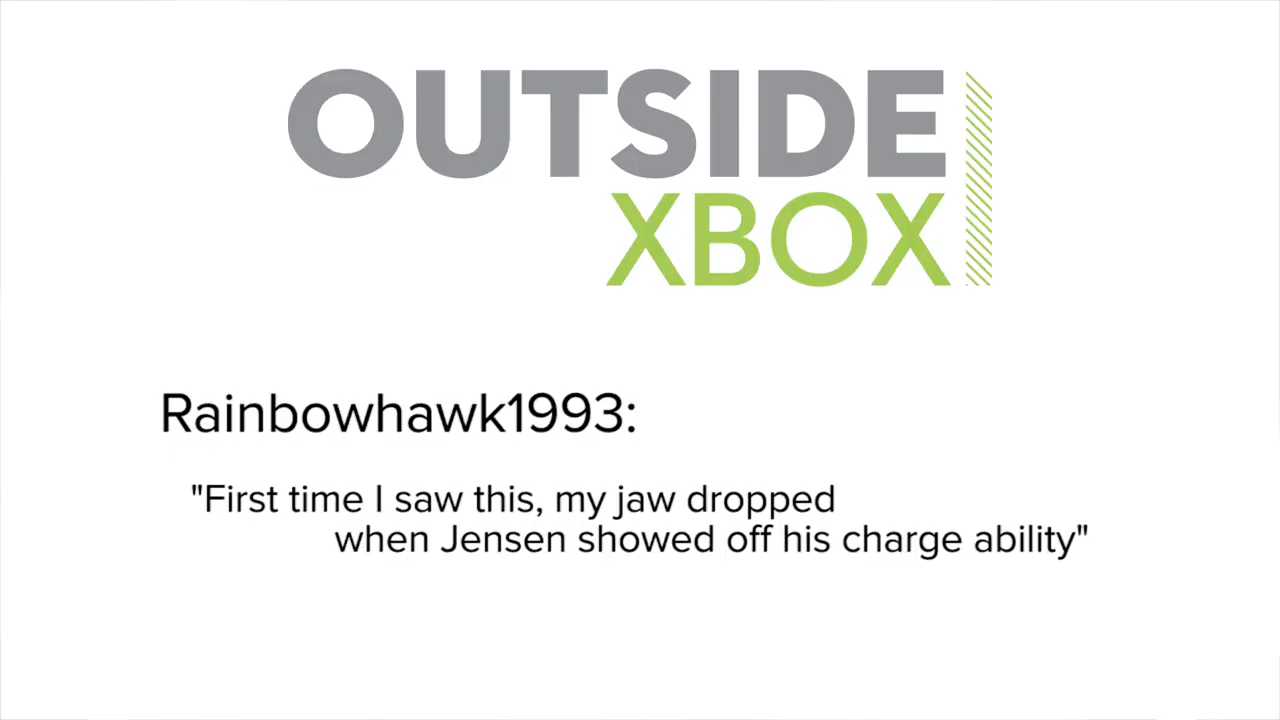 OUTSIDE
XBOX
Rainbowhawk1993:
"First time I saw this, my jaw dropped
when Jensen showed off his charge ability"